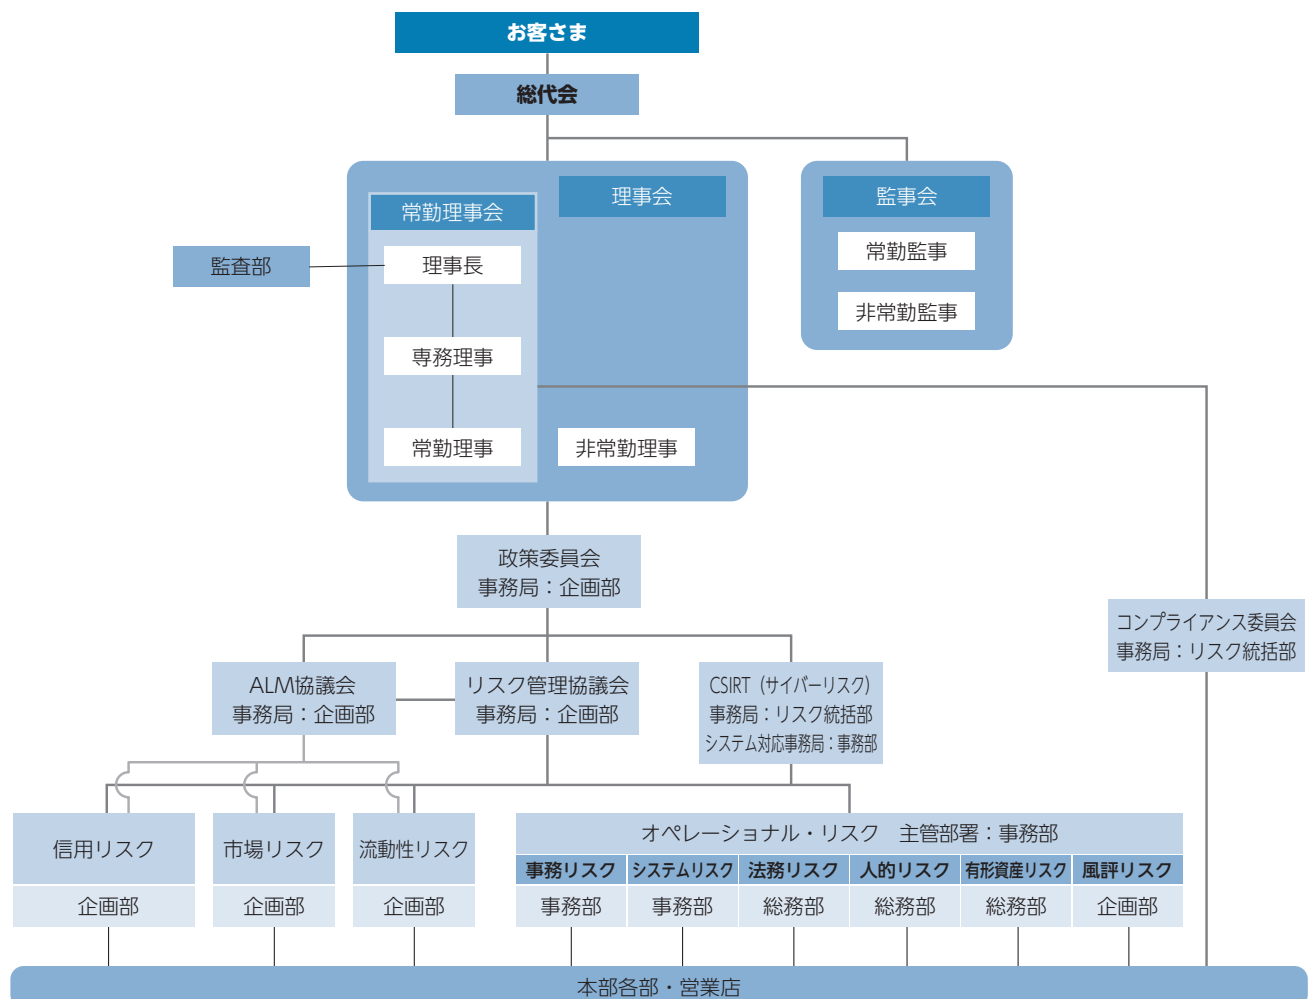 お客さま
総代会
理事会
監事会
常勤理事会
常勤監事
監査部
理事長
非常勤監事
専務理事
常勤理事
非常勤理事
政策委員会
事務局：企画部
コンプライアンス委員会
事務局：リスク統括部
ALM協議会
事務局：企画部
リスク管理協議会
事務局：企画部
CSIRT（サイバーリスク）
事務局：リスク統括部
システム対応事務局：事務部
信用リスク
企画部
市場リスク
企画部
流動性リスク
企画部
オペレーショナル・リスク　主管部署：事務部
事務リスク
事務部
システムリスク
事務部
法務リスク
総務部
人的リスク
総務部
有形資産リスク
総務部
風評リスク
企画部
本部各部・営業店